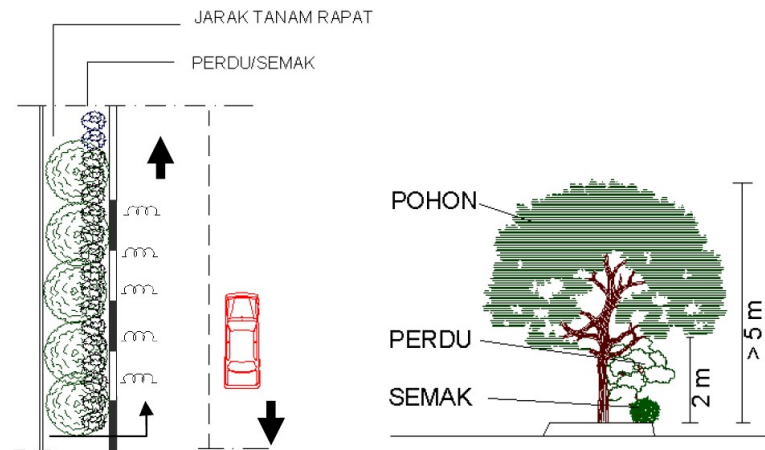 JARAK TANAM RAPAT
PERDU/SEMAK
POHON
PERDU
SEMAK
2 m
> 5 m